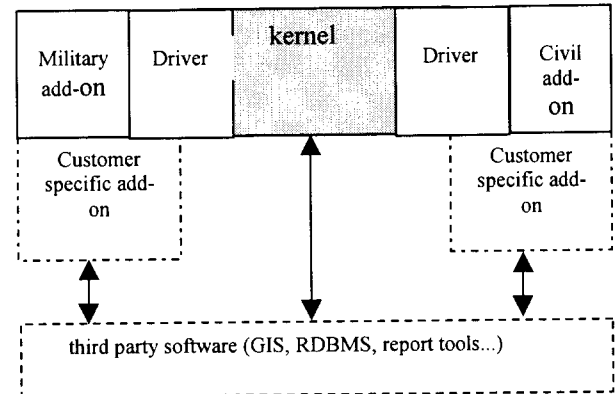 Military
add-on
Driver
kernel
Driver
Civil
add-
on
Customer
specific add-
on
Customer
specific add-
on
third party software (GIS, RDBMS, report tools...)